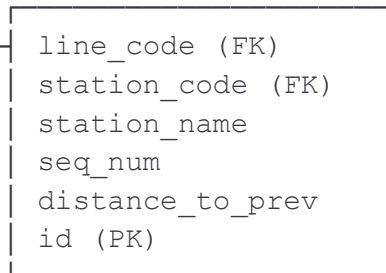 line_code (FK)
station_code (FK)
station_name
seq_num
distance_to_prev
id (PK)